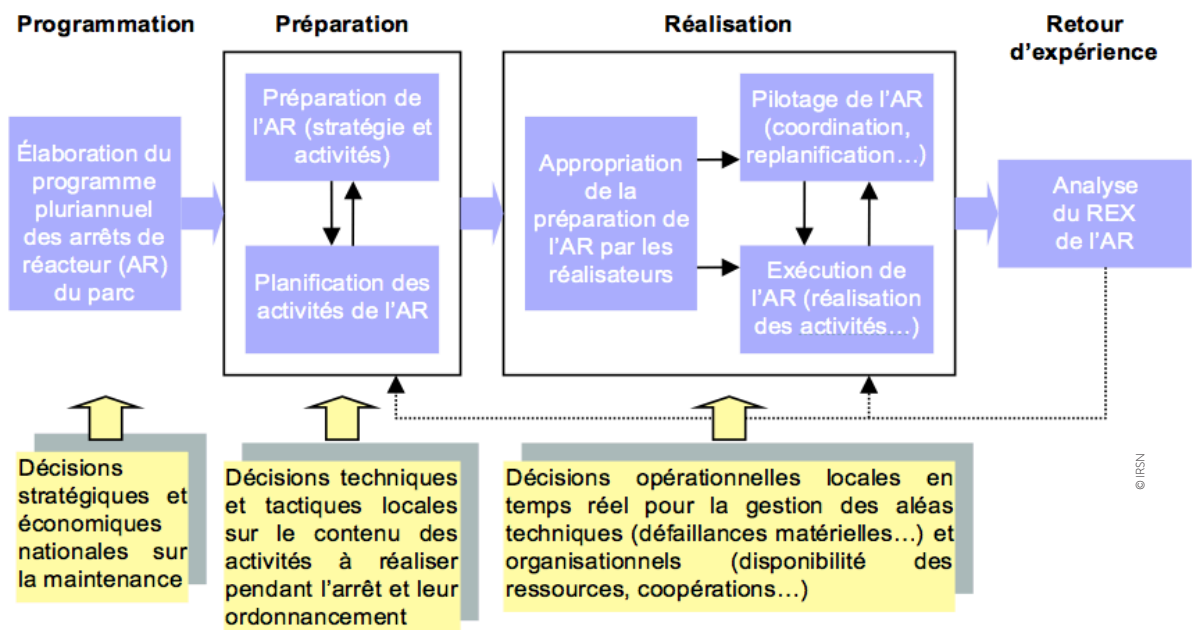 Programmation
Préparation
Réalisation
Retour
d’expérience
Élaboration du
programme
pluriannuel
des arrêts de
réacteur (AR)
du parc
Préparation de
l’AR (stratégie et
activités)
Planification des
activités de l’AR
Appropriation
de la
préparation de
l’AR par les
réalisateurs
Pilotage de l’AR
(coordination,
replanification…)
Exécution de
l’AR (réalisation
des activités…)
Analyse
du REX
de l’AR
Décisions
stratégiques et
économiques
nationales sur
la maintenance
Décisions techniques
et tactiques locales
sur le contenu des
activités à réaliser
pendant l’arrêt et leur
ordonnancement
Décisions opérationnelles locales en
temps réel pour la gestion des aléas
techniques (défaillances matérielles…) et
organisationnels (disponibilité des
ressources, coopérations…)
© IRSN